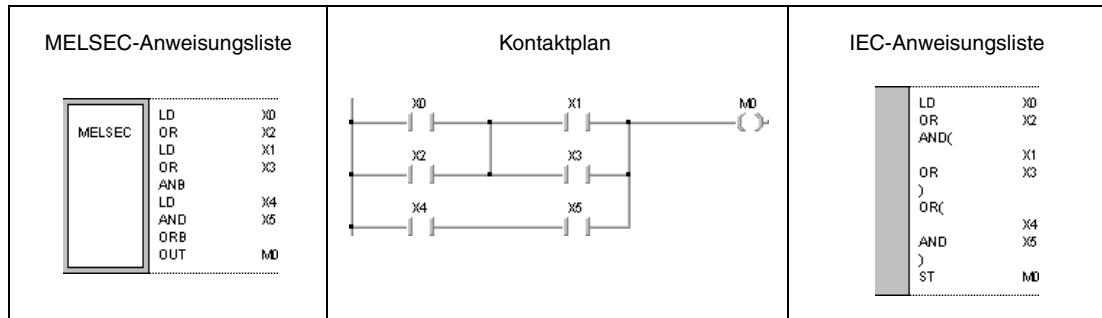 MELSEC-Anweisungsliste
MELSEC
LD X0
OR X2
LD X1
OR X3
ANB
LD X4
AND X5
ORB
OUT M0
Kontaktplan
X0 X1 M0
X2 X3
X4 X5
IEC-Anweisungsliste
LD X0
OR X2
AND(
X1
OR X3
)
OR(
X4
AND X5
)
ST M0